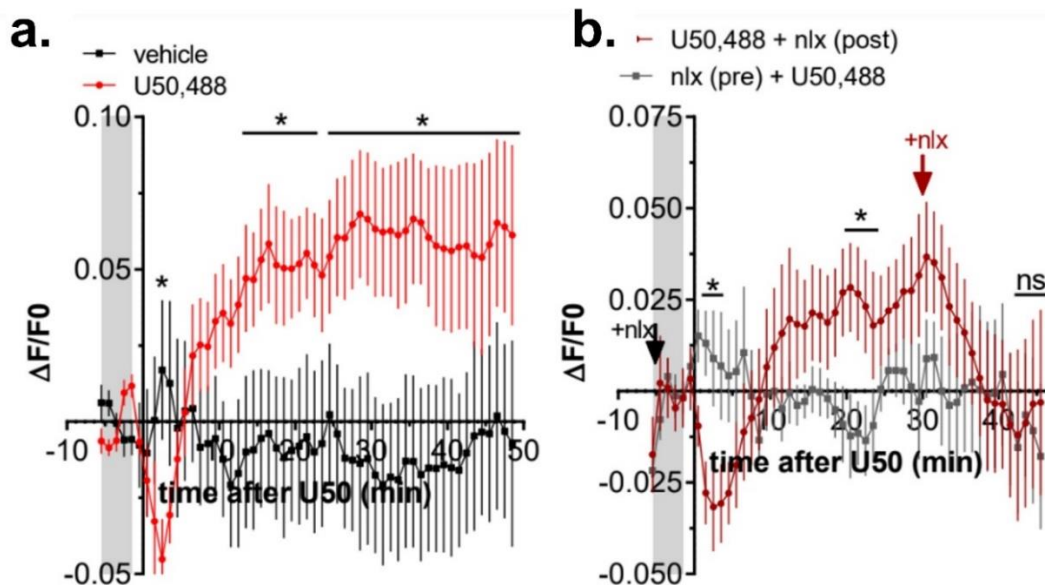 a.
vehicle
U50,488
0.10
0.05
-0.05
ΔF/F0
*
*
*
-10
10
20
30
40
50
time after U50 (min)
b.
U50,488 + nlx (post)
nlx (pre) + U50,488
0.075
0.050
0.025
-0.025
-0.050
ΔF/F0
+nlx
+nlx
*
*
ns
-10
10
20
30
40
time after U50 (min)